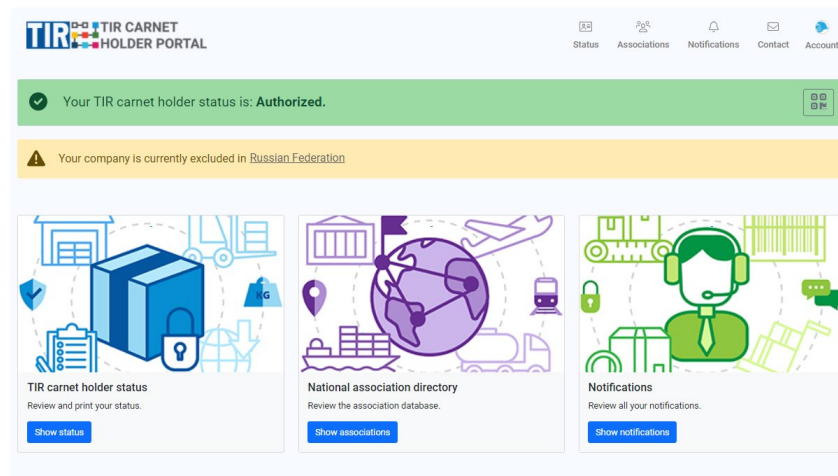 TIR TIR CARNET
HOLDER PORTAL
Status Associations Notifications Contact Account
Your TIR carnet holder status is: Authorized.
Your company is currently excluded in Russian Federation
KG
TIR carnet holder status
Review and print your status.
Show status
National association directory
Review the association database.
Show associations
Notifications
Review all your notifications.
Show notifications